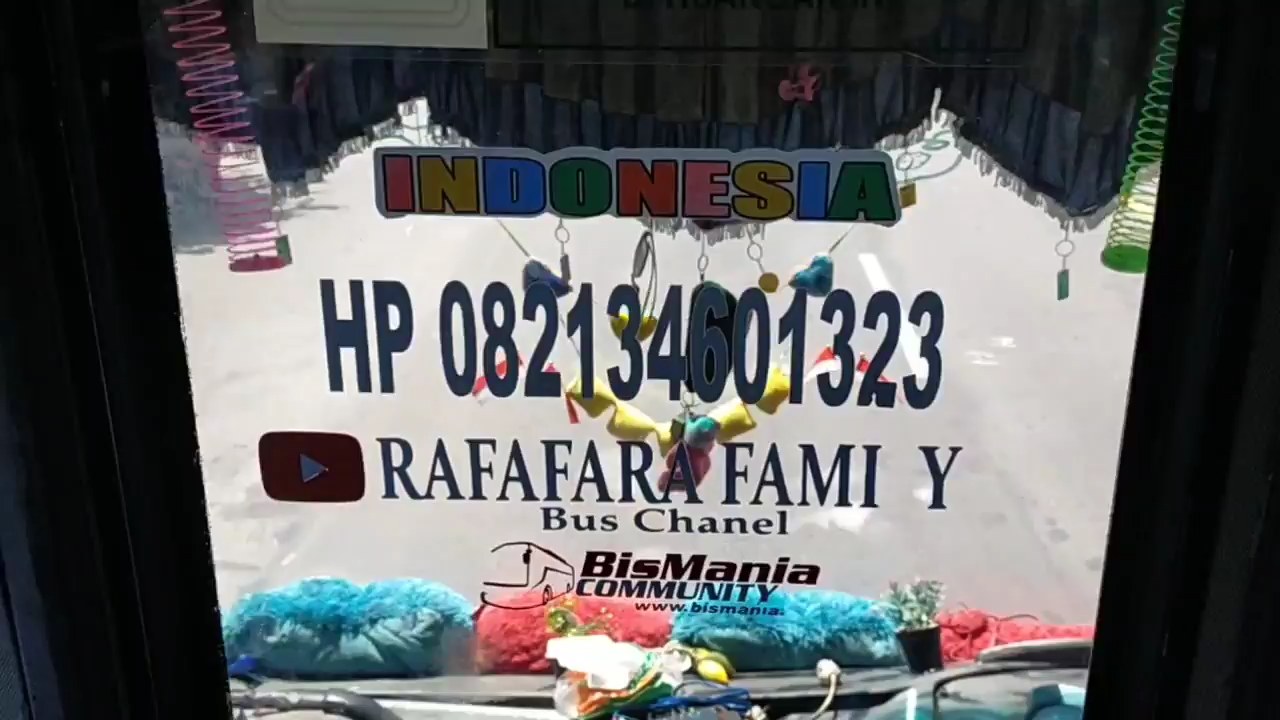 INDONESIA
HP 082134601323
RAFAFARA FAMI Y
Bus Chanel
BisMania
COMMUNITY
www.bismania.